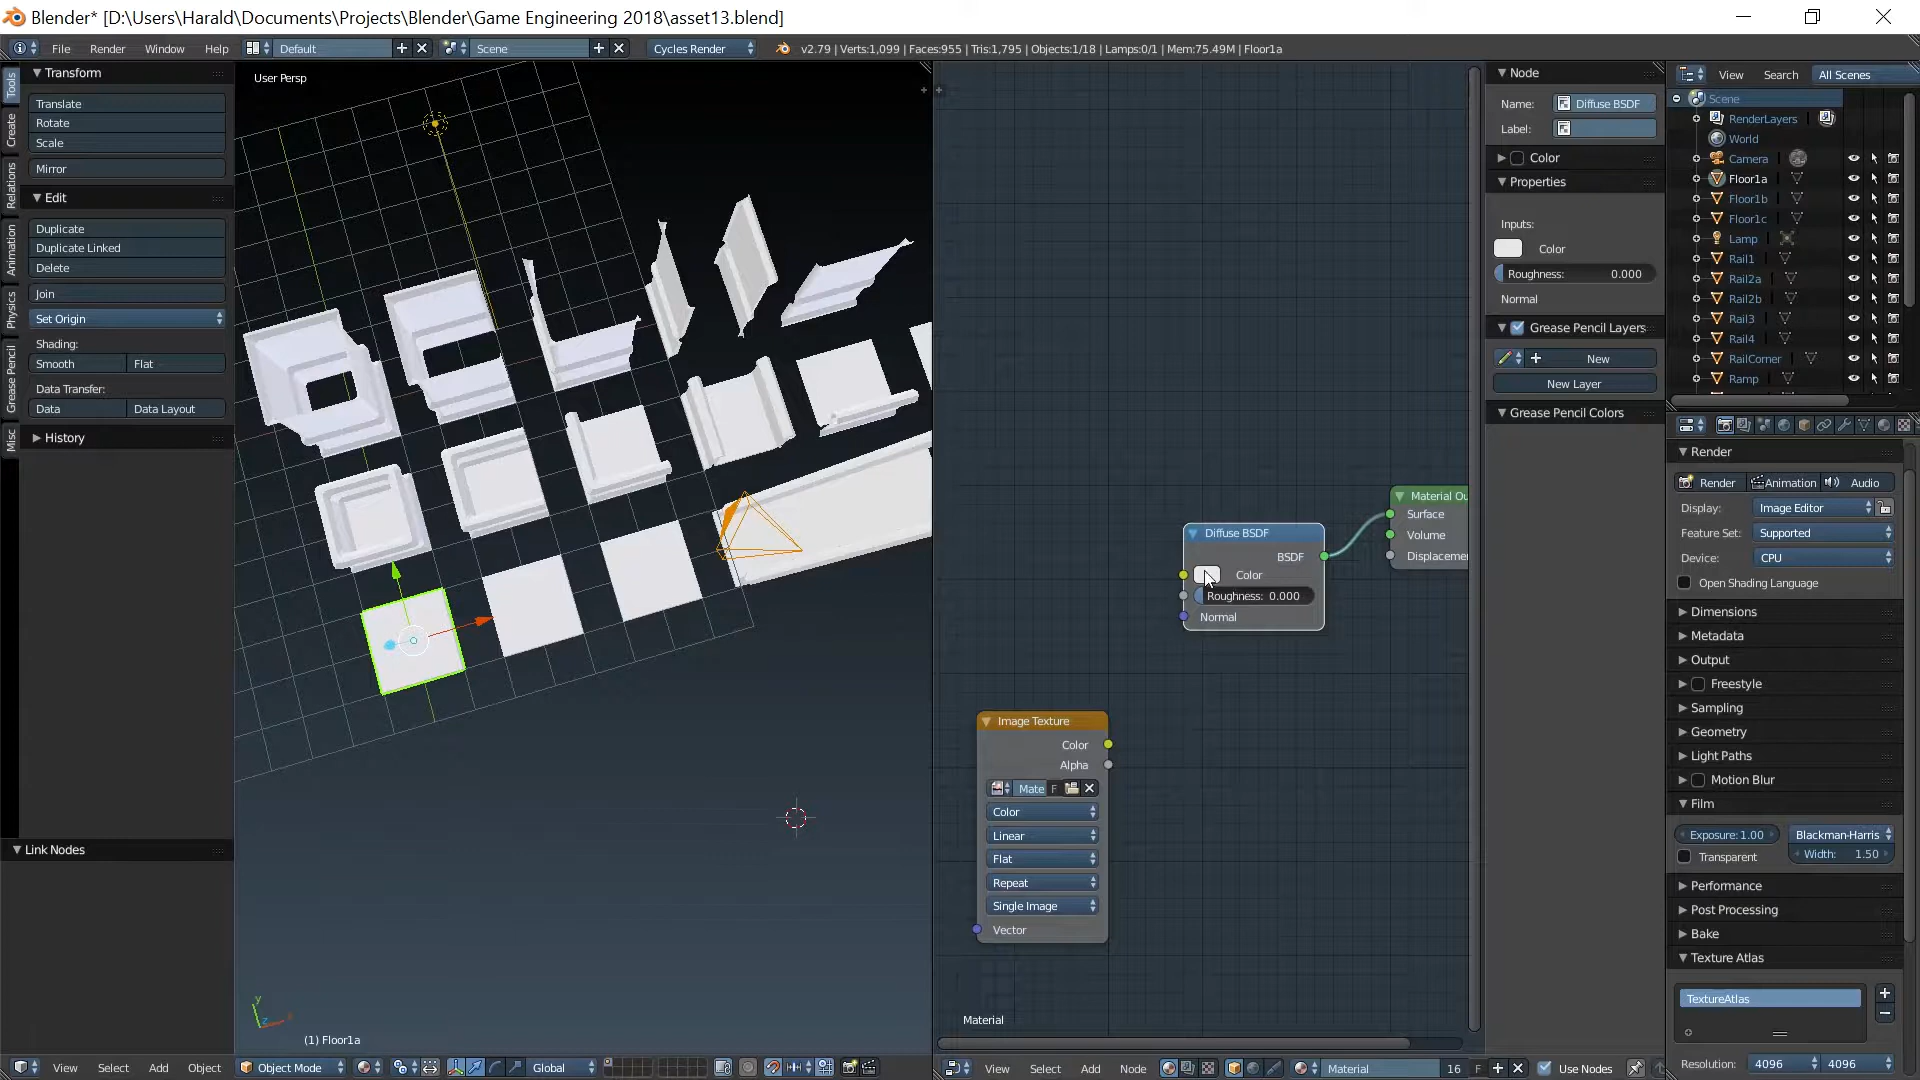 Blender* [D:\Users\Harald\Documents\Projects\Blender\Game Engineering 2018\asset13.blend]
File Render Window Help Default Scene Cycles Render v2.79 | Verts:1,099 | Faces:955 | Tris:1,795 | Objects:1/18 | Lamps:0/1 | Mem:75.49M | Floor1a
Tools
Create
Relations
Animation
Physics
Grease Pencil
Misc
Transform
Translate
Rotate
Scale
Mirror
Edit
Duplicate
Duplicate Linked
Delete
Join
Set Origin
Shading:
Smooth Flat
Data Transfer:
Data Data Layout
History
Link Nodes
User Persp
(1) Floor1a
View Select Add Object Object Mode Global
Diffuse BSDF
BSDF
Color
Roughness: 0.000
Normal
Material Ou
Surface
Volume
Displaceme
Image Texture
Color
Alpha
Mate F
Color
Linear
Flat
Repeat
Single Image
Vector
Material
View Select Add Node Material 16 F Use Nodes
Node
Name: Diffuse BSDF
Label:
Color
Properties
Inputs:
Color
Roughness: 0.000
Normal
Grease Pencil Layers
New
New Layer
Grease Pencil Colors
View Search All Scenes
Scene
RenderLayers
World
Camera
Floor1a
Floor1b
Floor1c
Lamp
Rail1
Rail2a
Rail2b
Rail3
Rail4
RailCorner
Ramp
Render
Render Animation Audio
Display: Image Editor
Feature Set: Supported
Device: CPU
Open Shading Language
Dimensions
Metadata
Output
Freestyle
Sampling
Geometry
Light Paths
Motion Blur
Film
Exposure:1.00 Blackman-Harris
Transparent Width: 1.50
Performance
Post Processing
Bake
Texture Atlas
TextureAtlas
Resolution: 4096 4096